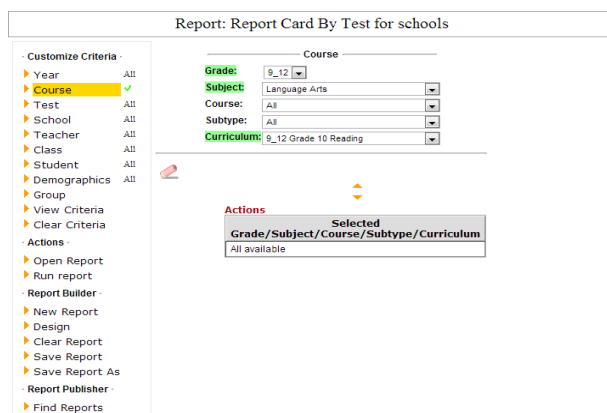 Report: Report Card By Test for schools
· Customize Criteria ·
Year All
Course
Test All
School All
Teacher All
Class All
Student All
Demographics All
Group
View Criteria
Clear Criteria
· Actions ·
Open Report
Run report
· Report Builder ·
New Report
Design
Clear Report
Save Report
Save Report As
· Report Publisher ·
Find Reports
Course
Grade: 9_12
Subject: Language Arts
Course: All
Subtype: All
Curriculum: 9_12 Grade 10 Reading
Actions
Selected
Grade/Subject/Course/Subtype/Curriculum
All available